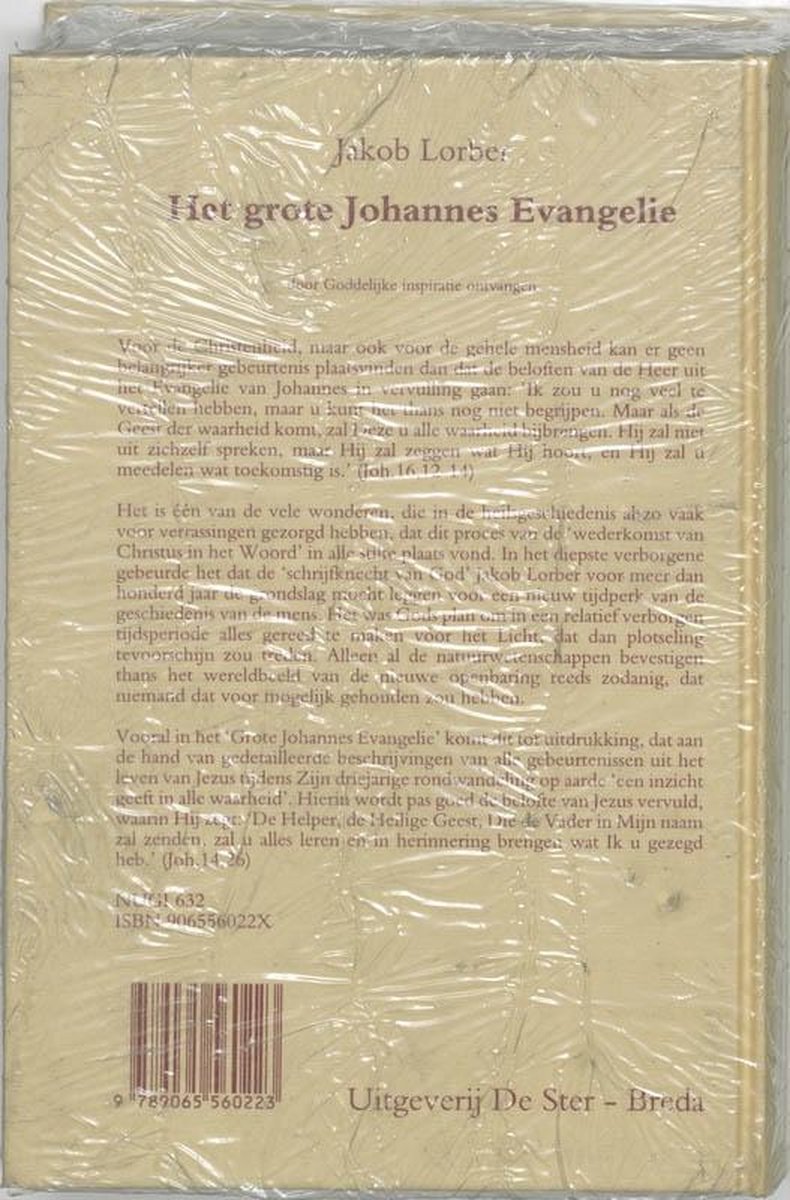 Jakob Lorber
Het grote Johannes Evangelie
door Goddelijke inspiratie ontvangen
Voor de Christenheid, maar ook voor de gehele mensheid kan er geen
belangrijker gebeurtenis plaatsvinden dan dat de beloften van de Heer uit
het Evangelie van Johannes in vervulling gaan: 'Ik zou u nog veel te
vertellen hebben, maar u kunt het thans nog niet begrijpen. Maar als de
Geest der waarheid komt, zal Deze u alle waarheid bijbrengen. Hij zal niet
uit zichzelf spreken, maar Hij zal zeggen wat Hij hoort, en Hij zal u
meedelen wat toekomstig is.' (Joh.16,12-14)
Het is één van de vele wonderen, die in de heilsgeschiedenis alzo vaak
voor verrassingen gezorgd hebben, dat dit proces van de 'wederkomst van
Christus in het Woord' in alle stilte plaats vond. In het diepste verborgene
gebeurde het dat de 'schrijfknecht van God' Jakob Lorber voor meer dan
honderd jaar de grondslag mocht leggen voor een nieuw tijdperk van de
geschiedenis van de mens. Het was Gods plan om in een relatief verborgen
tijdsperiode alles gereed te maken voor het Licht, dat dan plotseling
tevoorschijn zou treden. Alleen al de natuurwetenschappen bevestigen
thans het wereldbeeld van de nieuwe openbaring reeds zodanig, dat
niemand dat voor mogelijk gehouden zou hebben.
Vooral in het 'Grote Johannes Evangelie' komt dit tot uitdrukking, dat aan
de hand van gedetailleerde beschrijvingen van alle gebeurtenissen uit het
leven van Jezus tijdens Zijn driejarige rondwandeling op aarde 'een inzicht
geeft in alle waarheid'. Hierin wordt pas goed de belofte van Jezus vervuld,
waarin Hij zegt: 'De Helper, de Heilige Geest, Die de Vader in Mijn naam
zal zenden, zal u alles leren en in herinnering brengen wat Ik u gezegd
heb.' (Joh.14,26)
NUGI 632
ISBN 906556022X
9 789065 560223
Uitgeverij De Ster – Breda